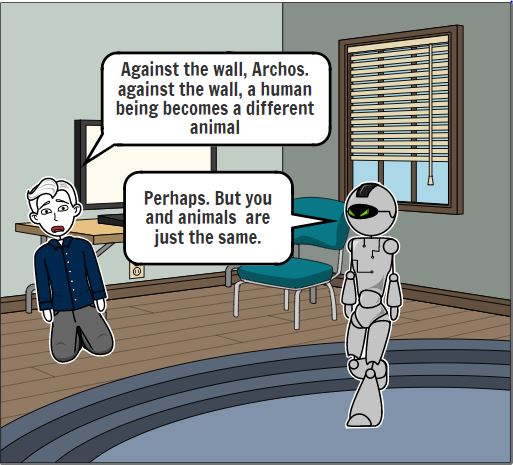 Against the wall, Archos.
against the wall, a human
being becomes a different
animal
Perhaps. But you
and animals are
just the same.